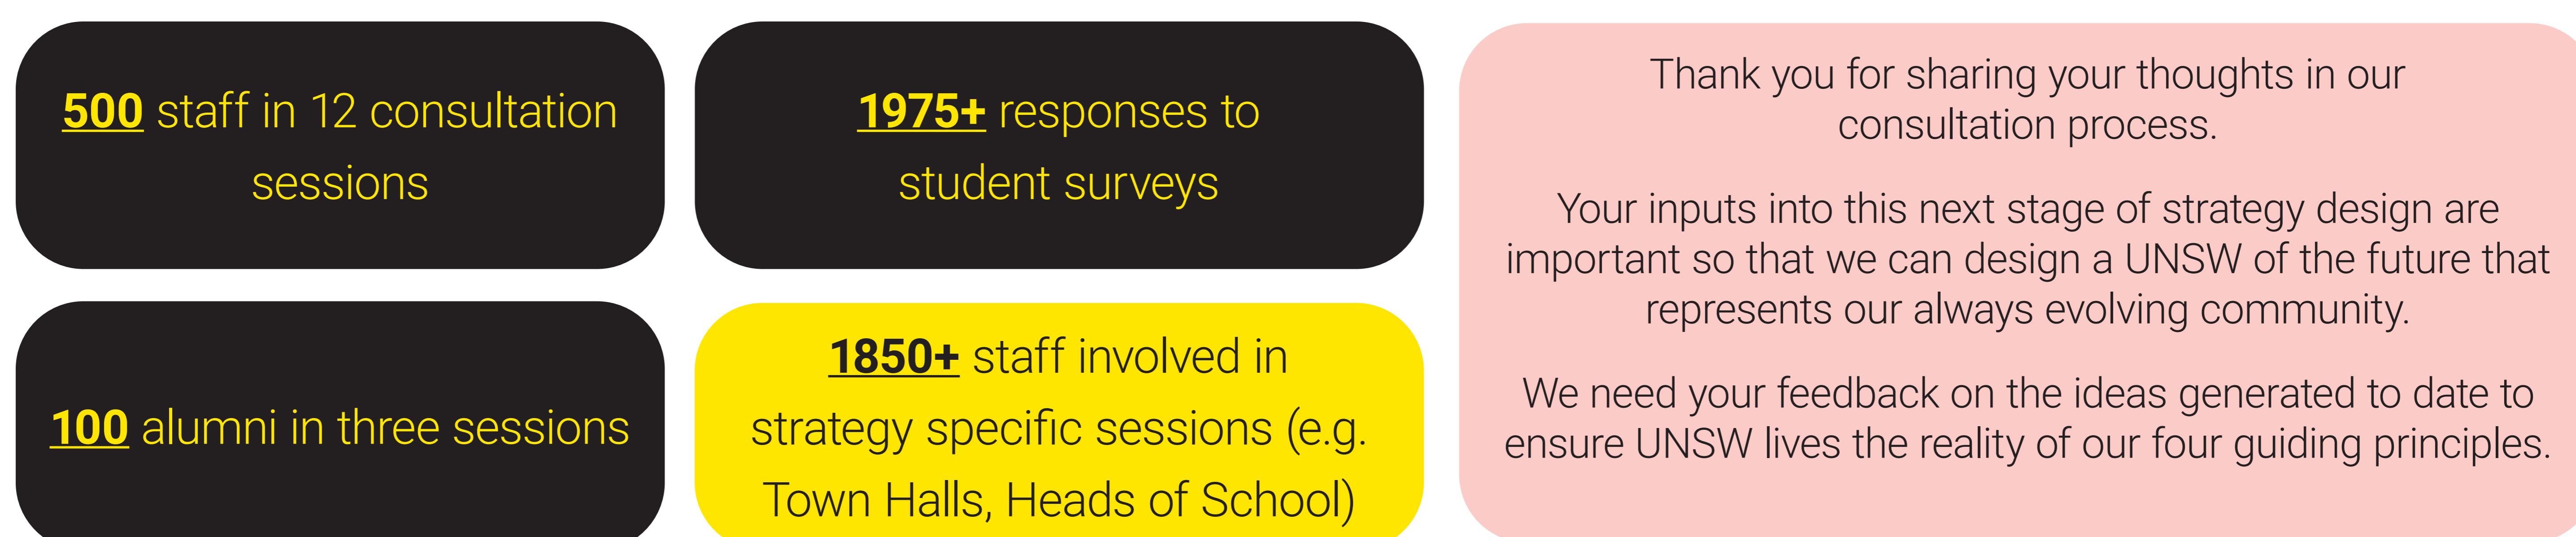 500 staff in 12 consultation
sessions
1975+ responses to
student surveys
100 alumni in three sessions
1850+ staff involved in
strategy specific sessions (e.g.
Town Halls, Heads of School)
Thank you for sharing your thoughts in our
consultation process.
Your inputs into this next stage of strategy design are
important so that we can design a UNSW of the future that
represents our always evolving community.
We need your feedback on the ideas generated to date to
ensure UNSW lives the reality of our four guiding principles.